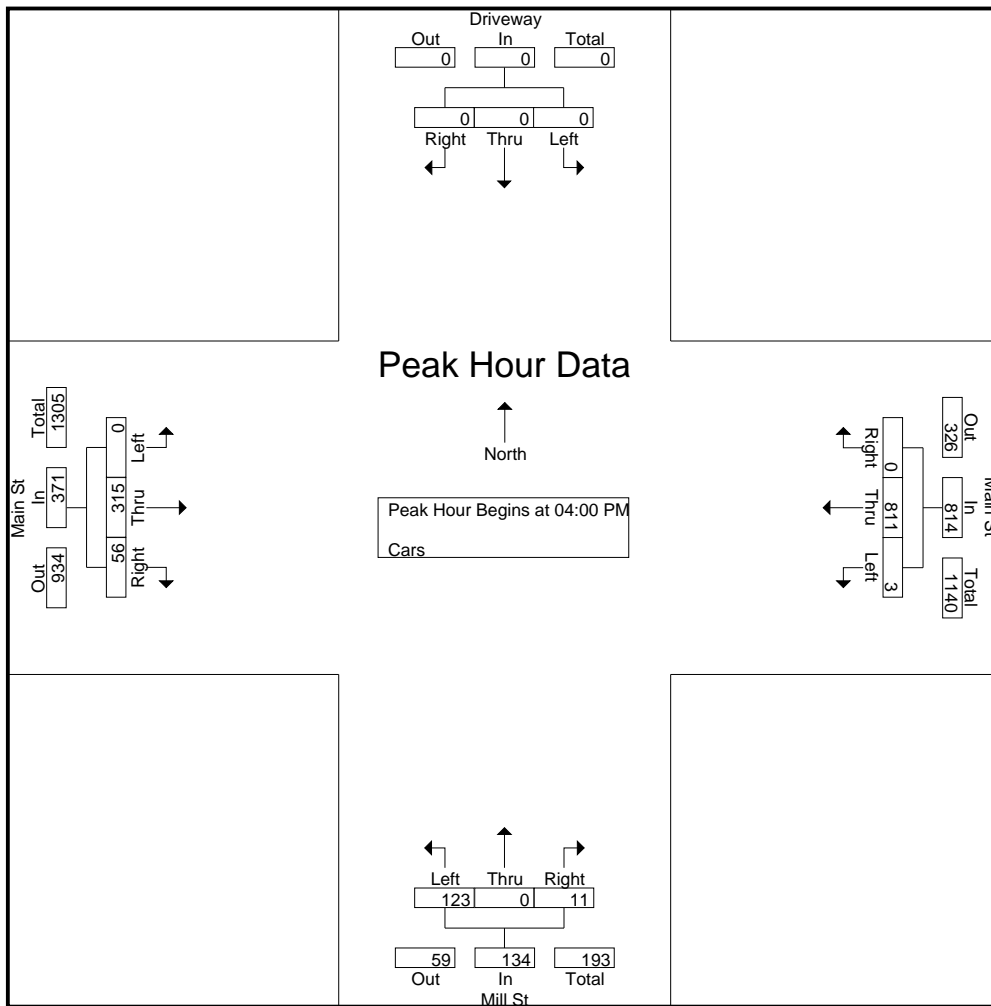 Driveway
Out In Total
0 0 0
0 0 0
Right Thru Left
Peak Hour Data
North
Peak Hour Begins at 04:00 PM
Cars
Main St
Out In Total
934 371 1305
56 315 0
Right Thru Left
Right Thru Left
0 811 3
Out In Total
326 814 1140
Main St
Left Thru Right
123 0 11
59 134 193
Out In Total
Mill St